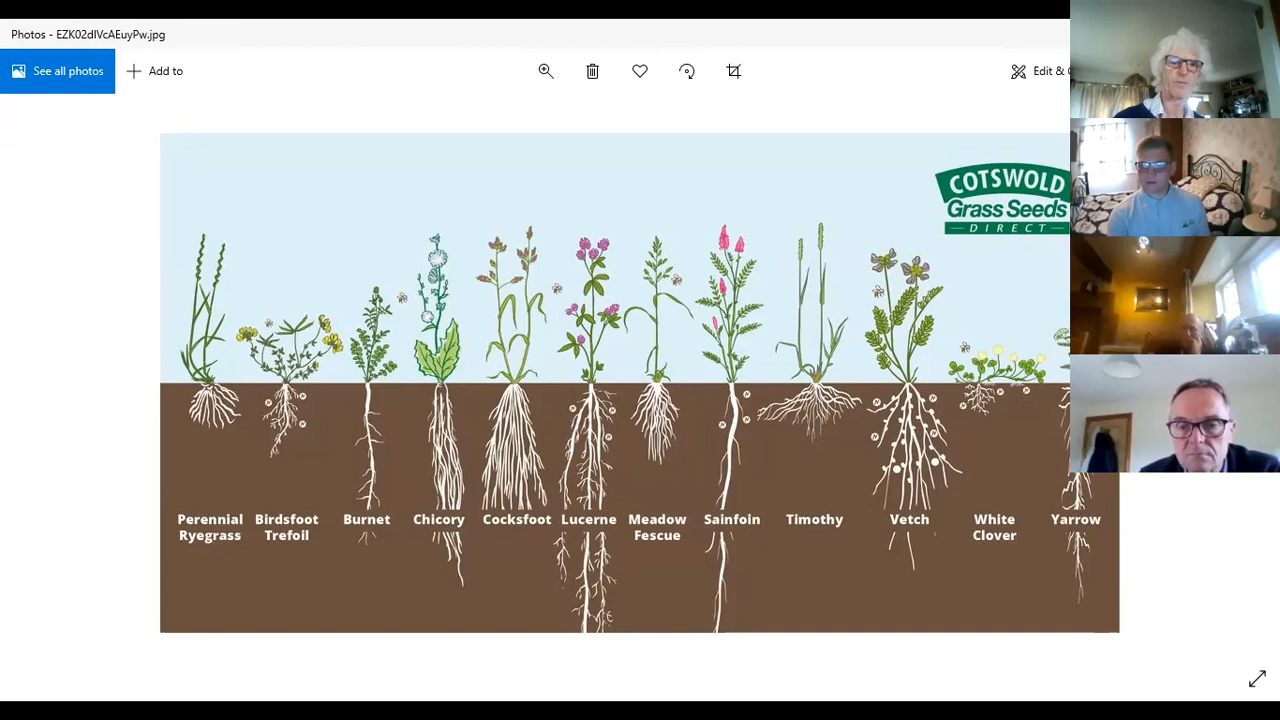 Photos - EZK02dIVcAEuyPw.jpg
See all photos
Add to
Edit &
COTSWOLD
Grass Seeds
DIRECT
Perennial Ryegrass
Birdsfoot Trefoil
Burnet
Chicory
Cocksfoot
Lucerne
Meadow Fescue
Sainfoin
Timothy
Vetch
White Clover
Yarrow